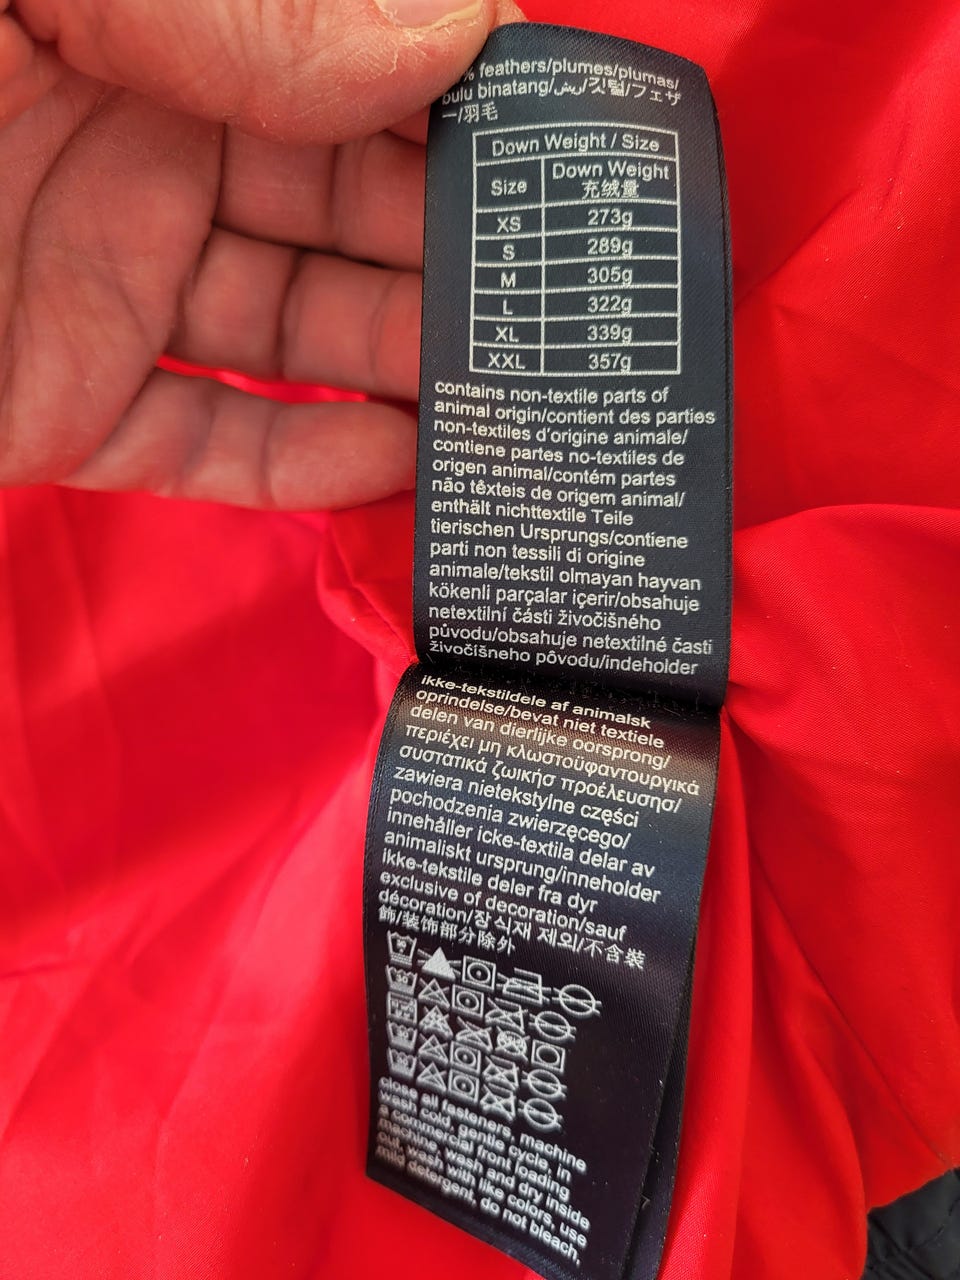 % feathers/plumes/plumas/
bulu binatang/ریش/깃털/フェザ
ー/羽毛
Down Weight / Size
Size Down Weight 充绒量
XS 273g
S 289g
M 305g
L 322g
XL 339g
XXL 357g
contains non-textile parts of
animal origin/contient des parties
non-textiles d'origine animale/
contiene partes no-textiles de
origen animal/contém partes
não têxteis de origem animal/
enthält nichttextile Teile
tierischen Ursprungs/contiene
parti non tessili di origine
animale/tekstil olmayan hayvan
kökenli parçalar içerir/obsahuje
netextilní části živočišného
původu/obsahuje netextilné časti
živočíšneho pôvodu/indeholder
ikke-tekstildele af animalsk
oprindelse/bevat niet textiele
delen van dierlijke oorsprong/
περιέχει μη κλωστοϋφαντουργικά
συστατικά ζωικήσ προέλευσησ/
zawiera nietekstylne części
pochodzenia zwierzęcego/
innehåller icke-textila delar av
animaliskt ursprung/inneholder
ikke-tekstile deler fra dyr
exclusive of decoration/sauf
décoration/장식재 제외/不含裝
飾/装饰部分除外
close all fasteners, machine
wash cold, gentle cycle, in
a commercial front loading
machine, wash and dry inside
out, wash with like colors, use
mild detergent, do not bleach,